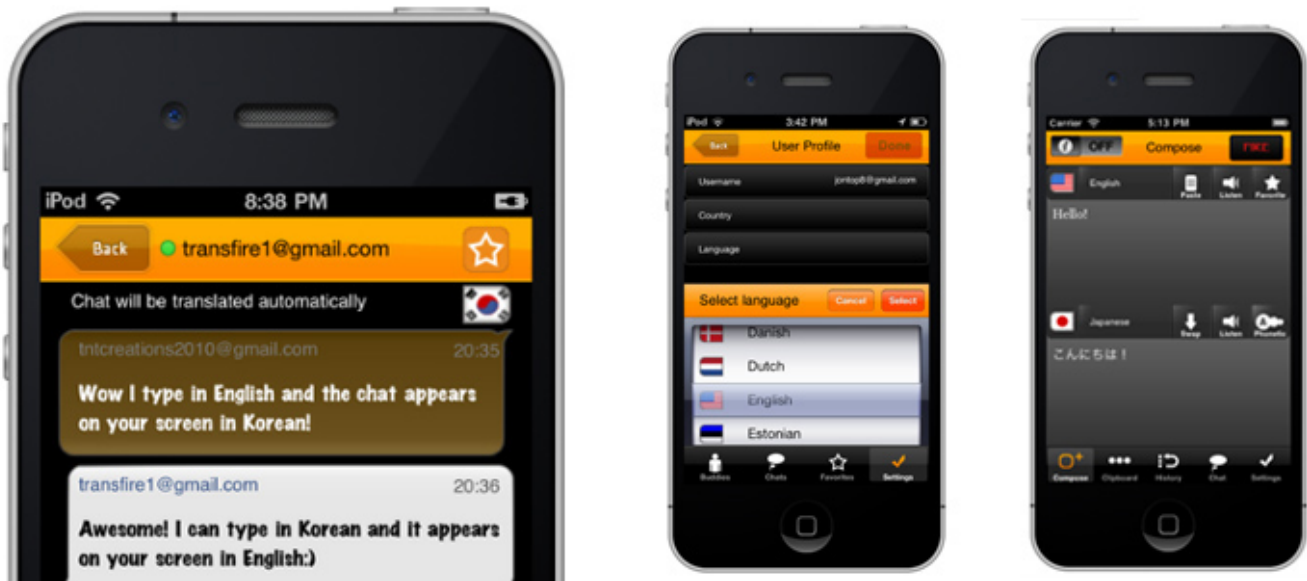 iPod 8:38 PM
Back transfire1@gmail.com
Chat will be translated automatically
tntcreations2010@gmail.com 20:35
Wow I type in English and the chat appears
on your screen in Korean!
transfire1@gmail.com 20:36
Awesome! I can type in Korean and it appears
on your screen in English:)
iPod 3:42 PM
Back User Profile Done
Username jontop8@gmail.com
Country
Language
Select language Cancel Select
Danish
Dutch
English
Estonian
Buddies Chats Favorites Settings
Carrier 5:13 PM
OFF Compose FIRE
English Paste Listen Favorite
Hello!
Japanese Swap Listen Phonetic
こんにちは!
Compose Clipboard History Chat Settings